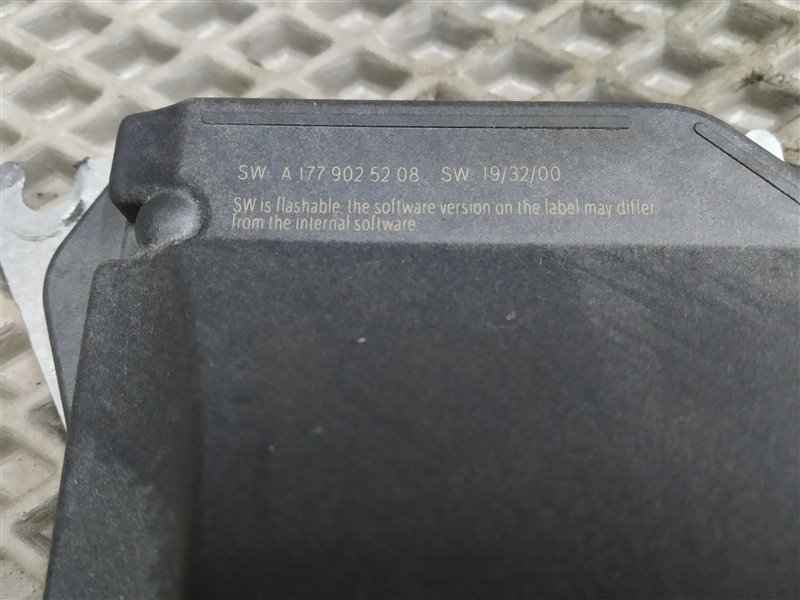 SW: A 177 902 52 08 SW: 19/32/00
SW is flashable, the software version on the label may differ
from the internal software.